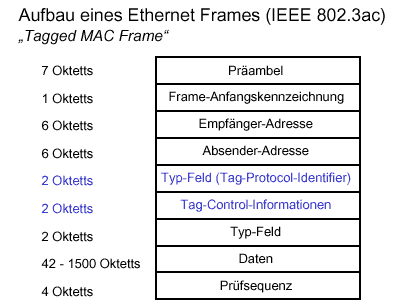 Aufbau eines Ethernet Frames (IEEE 802.3ac)
„Tagged MAC Frame“
7 Oktetts Präambel
1 Oktetts Frame-Anfangskennzeichnung
6 Oktetts Empfänger-Adresse
6 Oktetts Absender-Adresse
2 Oktetts Typ-Feld (Tag-Protocol-Identifier)
2 Oktetts Tag-Control-Informationen
2 Oktetts Typ-Feld
42 - 1500 Oktetts Daten
4 Oktetts Prüfsequenz